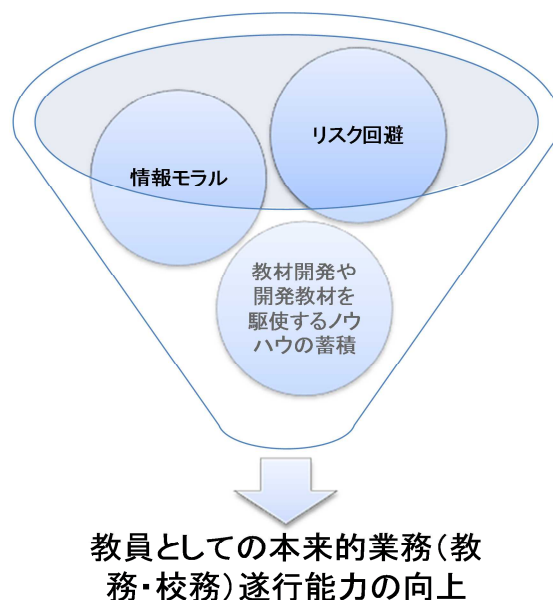 リスク回避
情報モラル
教材開発や
開発教材を
駆使するノウ
ハウの蓄積
教員としての本来的業務(教
務・校務)遂行能力の向上